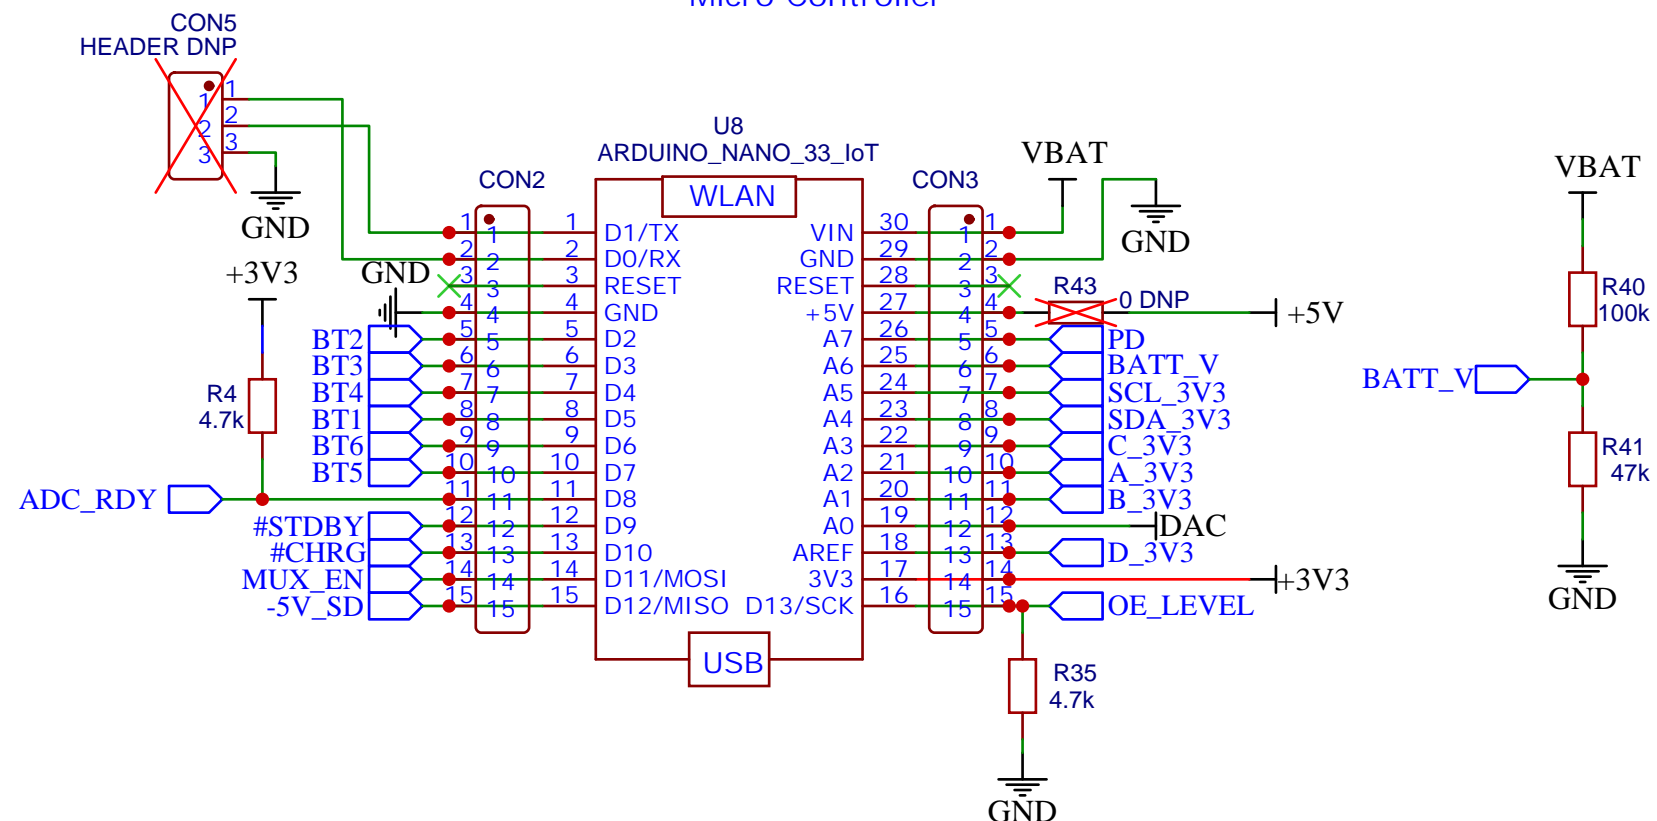 Micro Controller
CON5
HEADER DNP
1 1
2 2
3 3
GND
+3V3
R4
4.7k
ADC_RDY
GND
CON2
U8
ARDUINO_NANO_33_IoT
WLAN
CON3
VBAT
GND
1 1 1 D1/TX VIN 30 1 1
2 2 2 D0/RX GND 29 2 2
3 3 3 RESET RESET 28 3 3
4 4 4 GND +5V 27 4 4 R43 0 DNP +5V
BT2 5 5 5 D2 A7 26 5 5 PD
BT3 6 6 6 D3 A6 25 6 6 BATT_V
BT4 7 7 7 D4 A5 24 7 7 SCL_3V3
BT1 8 8 8 D5 A4 23 8 8 SDA_3V3
BT6 9 9 9 D6 A3 22 9 9 C_3V3
BT5 10 10 10 D7 A2 21 10 10 A_3V3
11 11 11 D8 A1 20 11 11 B_3V3
#STDBY 12 12 12 D9 A0 19 12 12 DAC
#CHRG 13 13 13 D10 AREF 18 13 13 D_3V3
MUX_EN 14 14 14 D11/MOSI 3V3 17 14 14 +3V3
-5V_SD 15 15 15 D12/MISO D13/SCK 16 15 15 OE_LEVEL
USB
R35
4.7k
GND
VBAT
R40
100k
BATT_V
R41
47k
GND